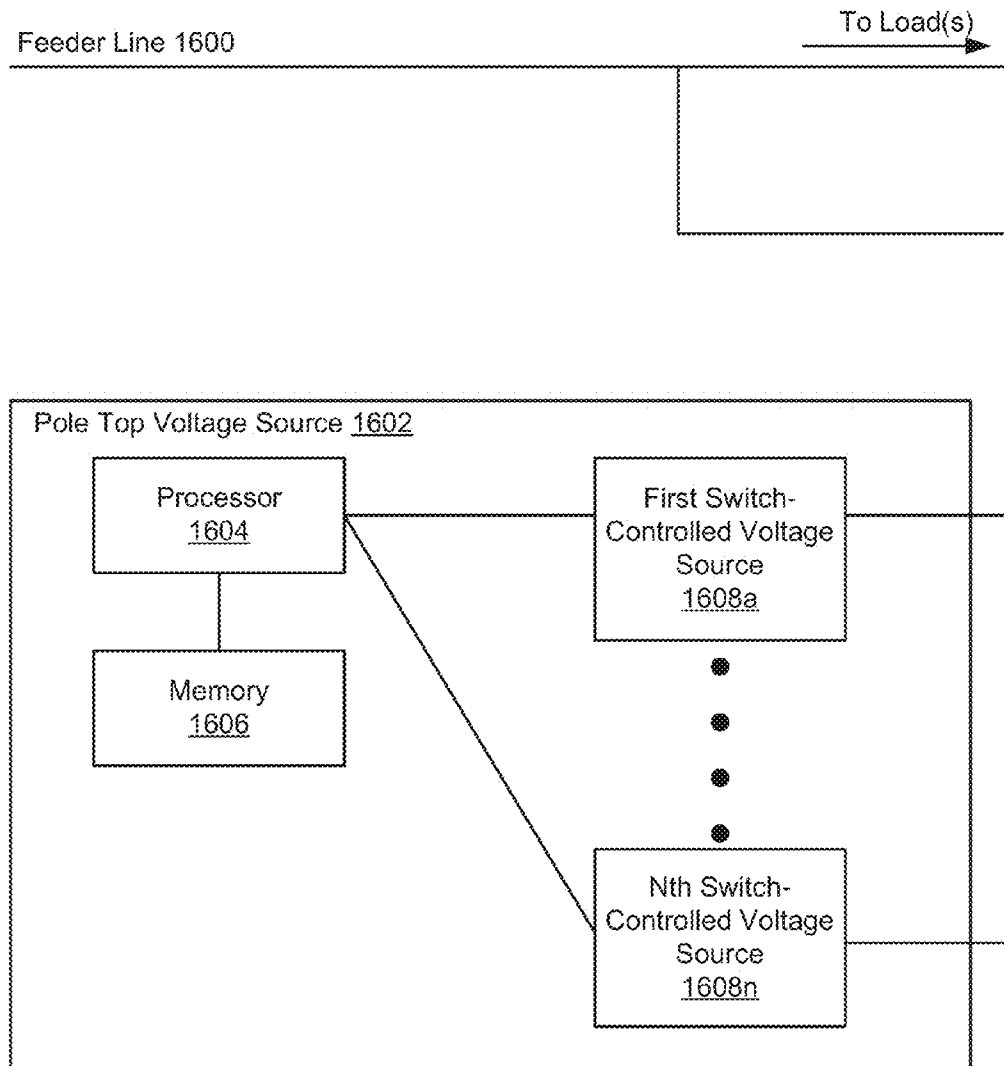 To Load(s)
Feeder Line 1600
Pole Top Voltage Source 1602
Processor
1604
Memory
1606
First Switch-
Controlled Voltage
Source
1608a
Nth Switch-
Controlled Voltage
Source
1608n